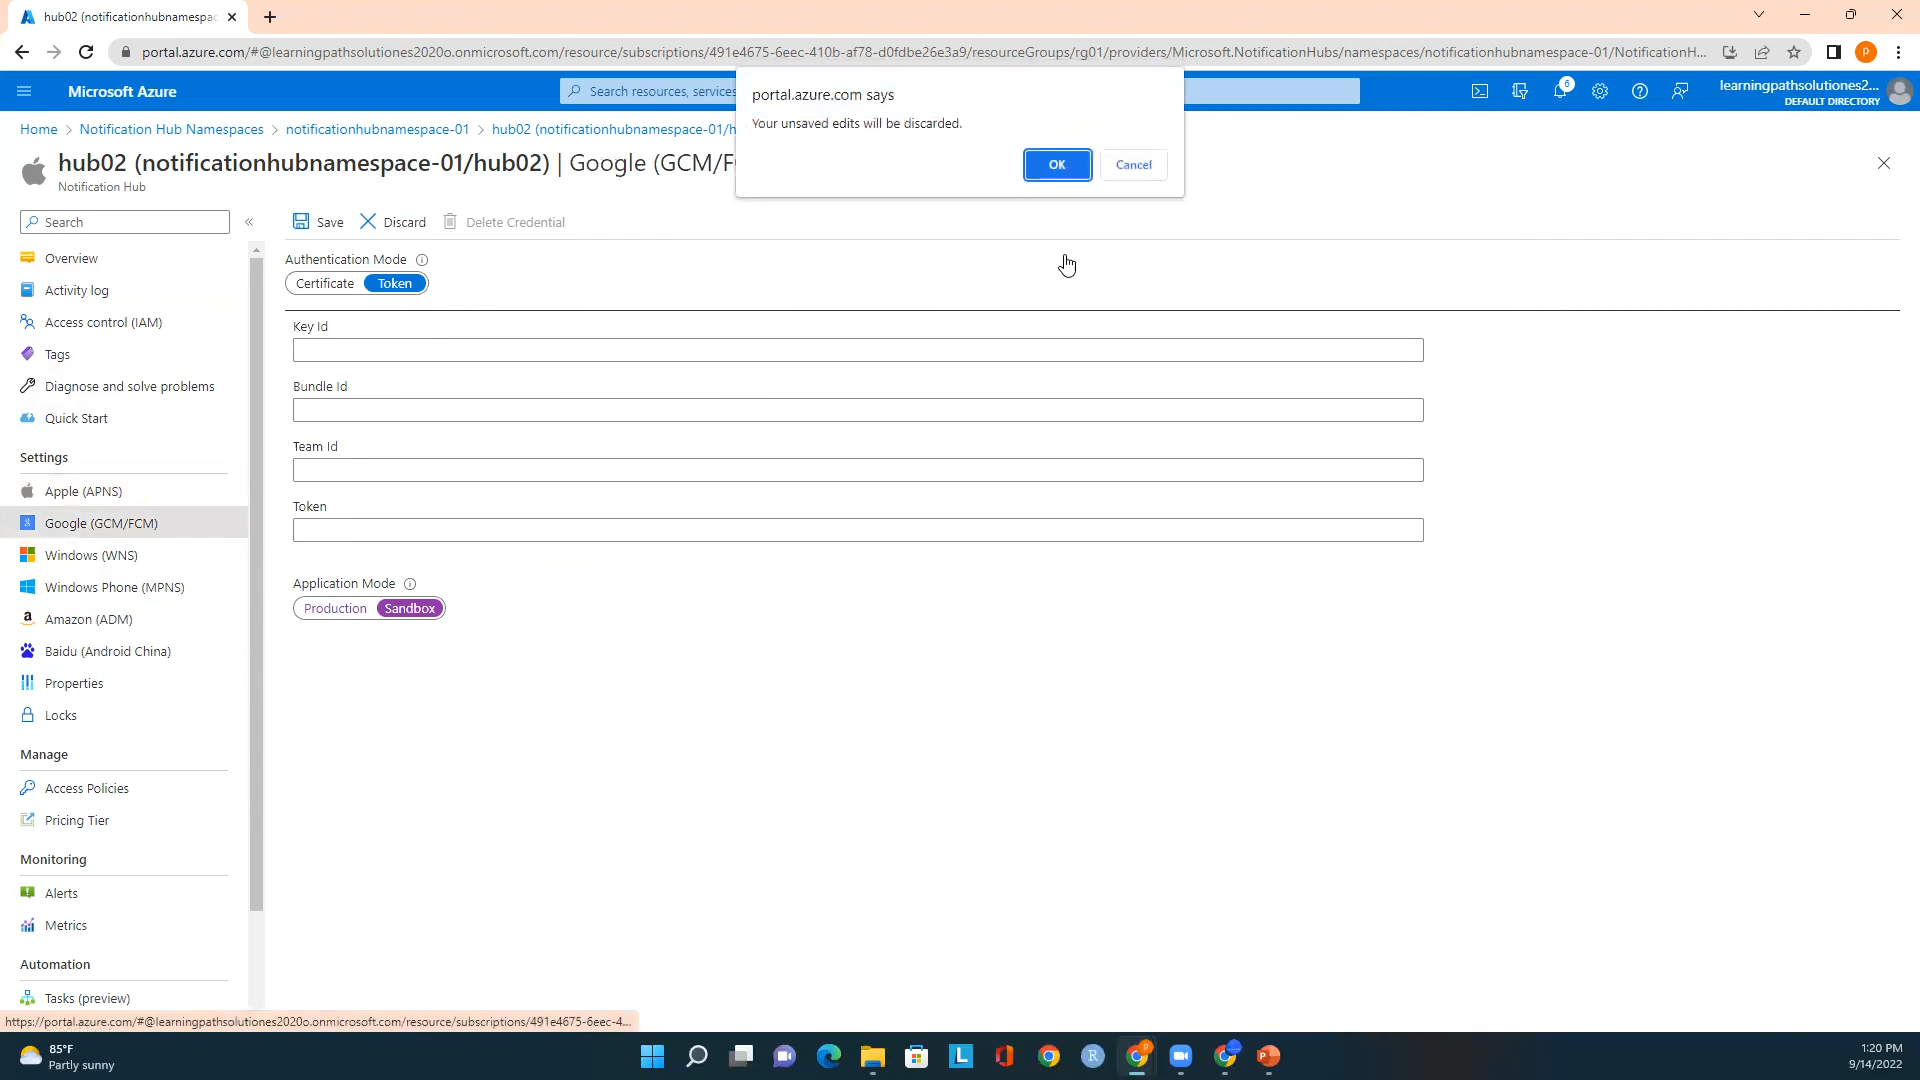 hub02 (notificationhubnamespac
portal.azure.com/#@learningpathsolutiones2020o.onmicrosoft.com/resource/subscriptions/491e4675-6eec-410b-af78-d0fdbe26e3a9/resourceGroups/rg01/providers/Microsoft.NotificationHubs/namespaces/notificationhubnamespace-01/NotificationH...
P
Microsoft Azure
Search resources, services
6
learningpathsolutiones2...
DEFAULT DIRECTORY
portal.azure.com says
Your unsaved edits will be discarded.
OK
Cancel
Home > Notification Hub Namespaces > notificationhubnamespace-01 > hub02 (notificationhubnamespace-01/h
hub02 (notificationhubnamespace-01/hub02) | Google (GCM/F
Notification Hub
Search
«
Save
Discard
Delete Credential
Overview
Activity log
Access control (IAM)
Tags
Diagnose and solve problems
Quick Start
Settings
Apple (APNS)
Google (GCM/FCM)
Windows (WNS)
Windows Phone (MPNS)
Amazon (ADM)
Baidu (Android China)
Properties
Locks
Manage
Access Policies
Pricing Tier
Monitoring
Alerts
Metrics
Automation
Tasks (preview)
Authentication Mode
Certificate
Token
Key Id
Bundle Id
Team Id
Token
Application Mode
Production
Sandbox
https://portal.azure.com/#@learningpathsolutiones2020o.onmicrosoft.com/resource/subscriptions/491e4675-6eec-4...
85°F
Partly sunny
1:20 PM
9/14/2022